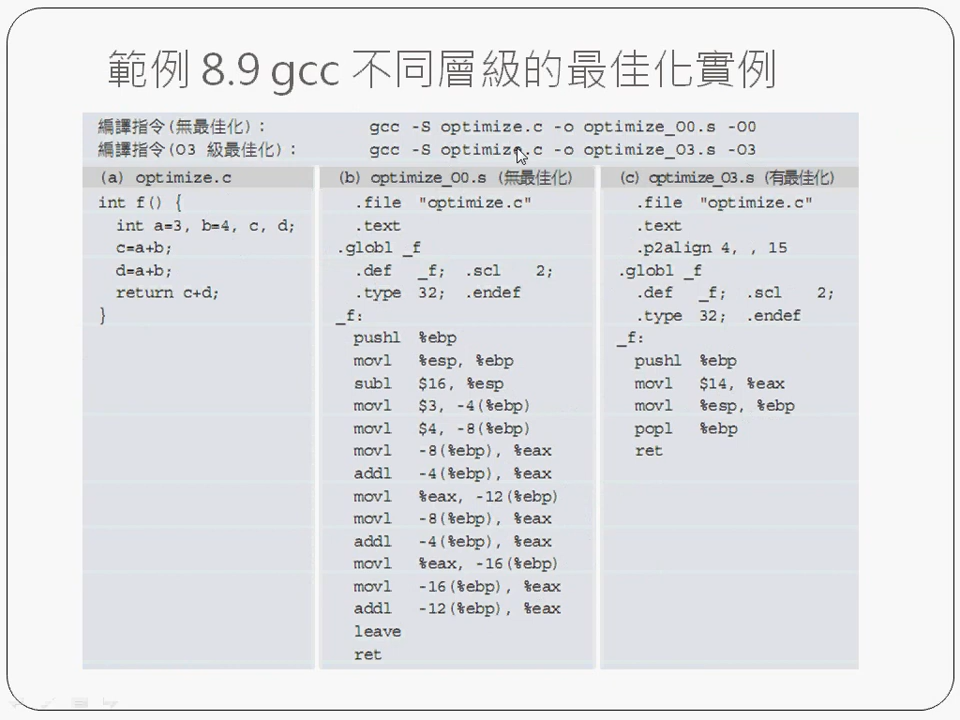 範例 8.9 gcc 不同層級的最佳化實例
編譯指令(無最佳化): gcc -S optimize.c -o optimize_O0.s -O0
編譯指令(O3 級最佳化): gcc -S optimize.c -o optimize_O3.s -O3
(a) optimize.c
int f() {
int a=3, b=4, c, d;
c=a+b;
d=a+b;
return c+d;
}
(b) optimize_O0.s (無最佳化)
.file "optimize.c"
.text
.globl _f
.def _f; .scl 2;
.type 32; .endef
_f:
pushl %ebp
movl %esp, %ebp
subl $16, %esp
movl $3, -4(%ebp)
movl $4, -8(%ebp)
movl -8(%ebp), %eax
addl -4(%ebp), %eax
movl %eax, -12(%ebp)
movl -8(%ebp), %eax
addl -4(%ebp), %eax
movl %eax, -16(%ebp)
movl -16(%ebp), %eax
addl -12(%ebp), %eax
leave
ret
(c) optimize_O3.s (有最佳化)
.file "optimize.c"
.text
.p2align 4, , 15
.globl _f
.def _f; .scl 2;
.type 32; .endef
_f:
pushl %ebp
movl $14, %eax
movl %esp, %ebp
popl %ebp
ret